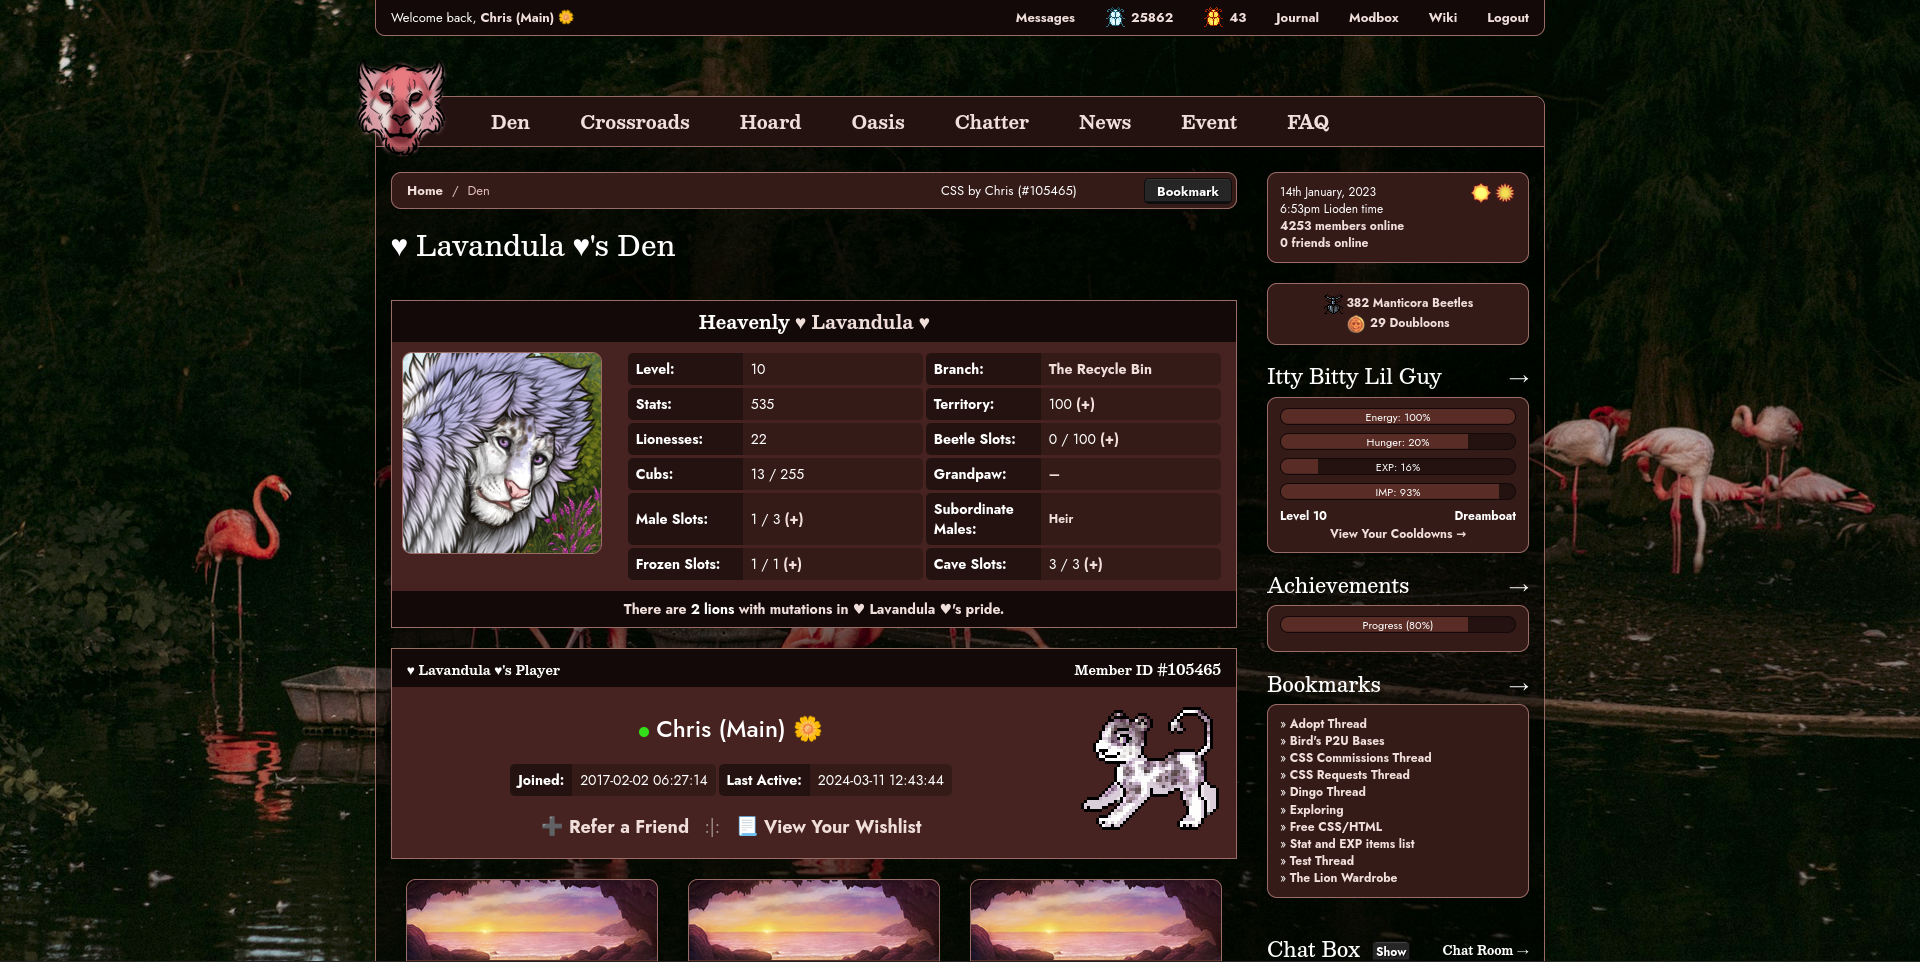 Welcome back, Chris (Main) 🌼
Messages 25862 43 Journal Modbox Wiki Logout
Den Crossroads Hoard Oasis Chatter News Event FAQ
Home / Den CSS by Chris (#105465) Bookmark
♥ Lavandula ♥'s Den
Heavenly ♥ Lavandula ♥
Level: 10 Branch: The Recycle Bin
Stats: 535 Territory: 100 (+)
Lionesses: 22 Beetle Slots: 0 / 100 (+)
Cubs: 13 / 255 Grandpaw: —
Male Slots: 1 / 3 (+) Subordinate Males: Heir
Frozen Slots: 1 / 1 (+) Cave Slots: 3 / 3 (+)
There are 2 lions with mutations in ♥ Lavandula ♥'s pride.
♥ Lavandula ♥'s Player Member ID #105465
Chris (Main) 🌼
Joined: 2017-02-02 06:27:14 Last Active: 2024-03-11 12:43:44
➕ Refer a Friend :|: 📃 View Your Wishlist
14th January, 2023
6:53pm Lioden time
4253 members online
0 friends online
382 Manticora Beetles
29 Doubloons
Itty Bitty Lil Guy →
Energy: 100%
Hunger: 20%
EXP: 16%
IMP: 93%
Level 10 Dreamboat
View Your Cooldowns →
Achievements →
Progress (80%)
Bookmarks →
» Adopt Thread
» Bird's P2U Bases
» CSS Commissions Thread
» CSS Requests Thread
» Dingo Thread
» Exploring
» Free CSS/HTML
» Stat and EXP items list
» Test Thread
» The Lion Wardrobe
Chat Box Show Chat Room →